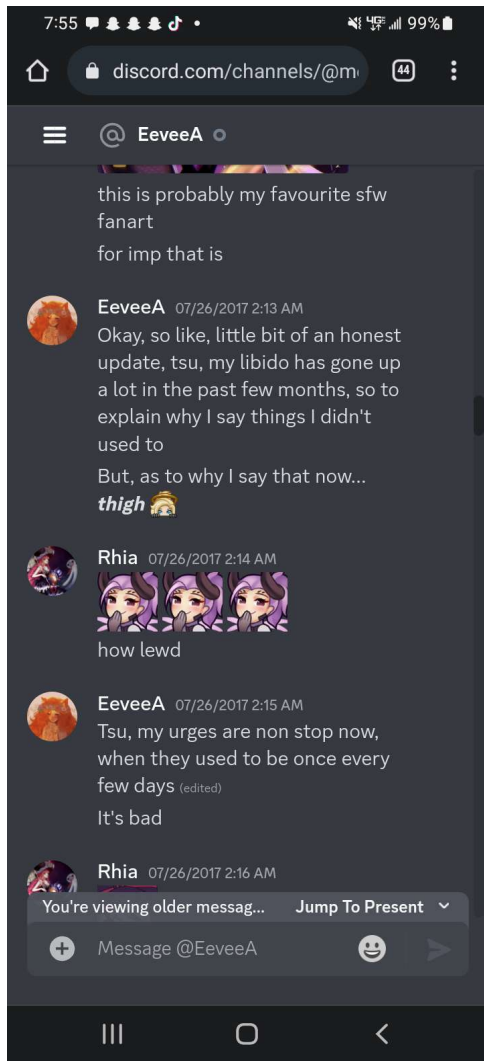 7:55 99%
discord.com/channels/@m 44
@ EeveeA
this is probably my favourite sfw
fanart
for imp that is
EeveeA 07/26/2017 2:13 AM
Okay, so like, little bit of an honest
update, tsu, my libido has gone up
a lot in the past few months, so to
explain why I say things I didn't
used to
But, as to why I say that now...
thigh
Rhia 07/26/2017 2:14 AM
how lewd
EeveeA 07/26/2017 2:15 AM
Tsu, my urges are non stop now,
when they used to be once every
few days (edited)
It's bad
Rhia 07/26/2017 2:16 AM
You're viewing older messag... Jump To Present
Message @EeveeA